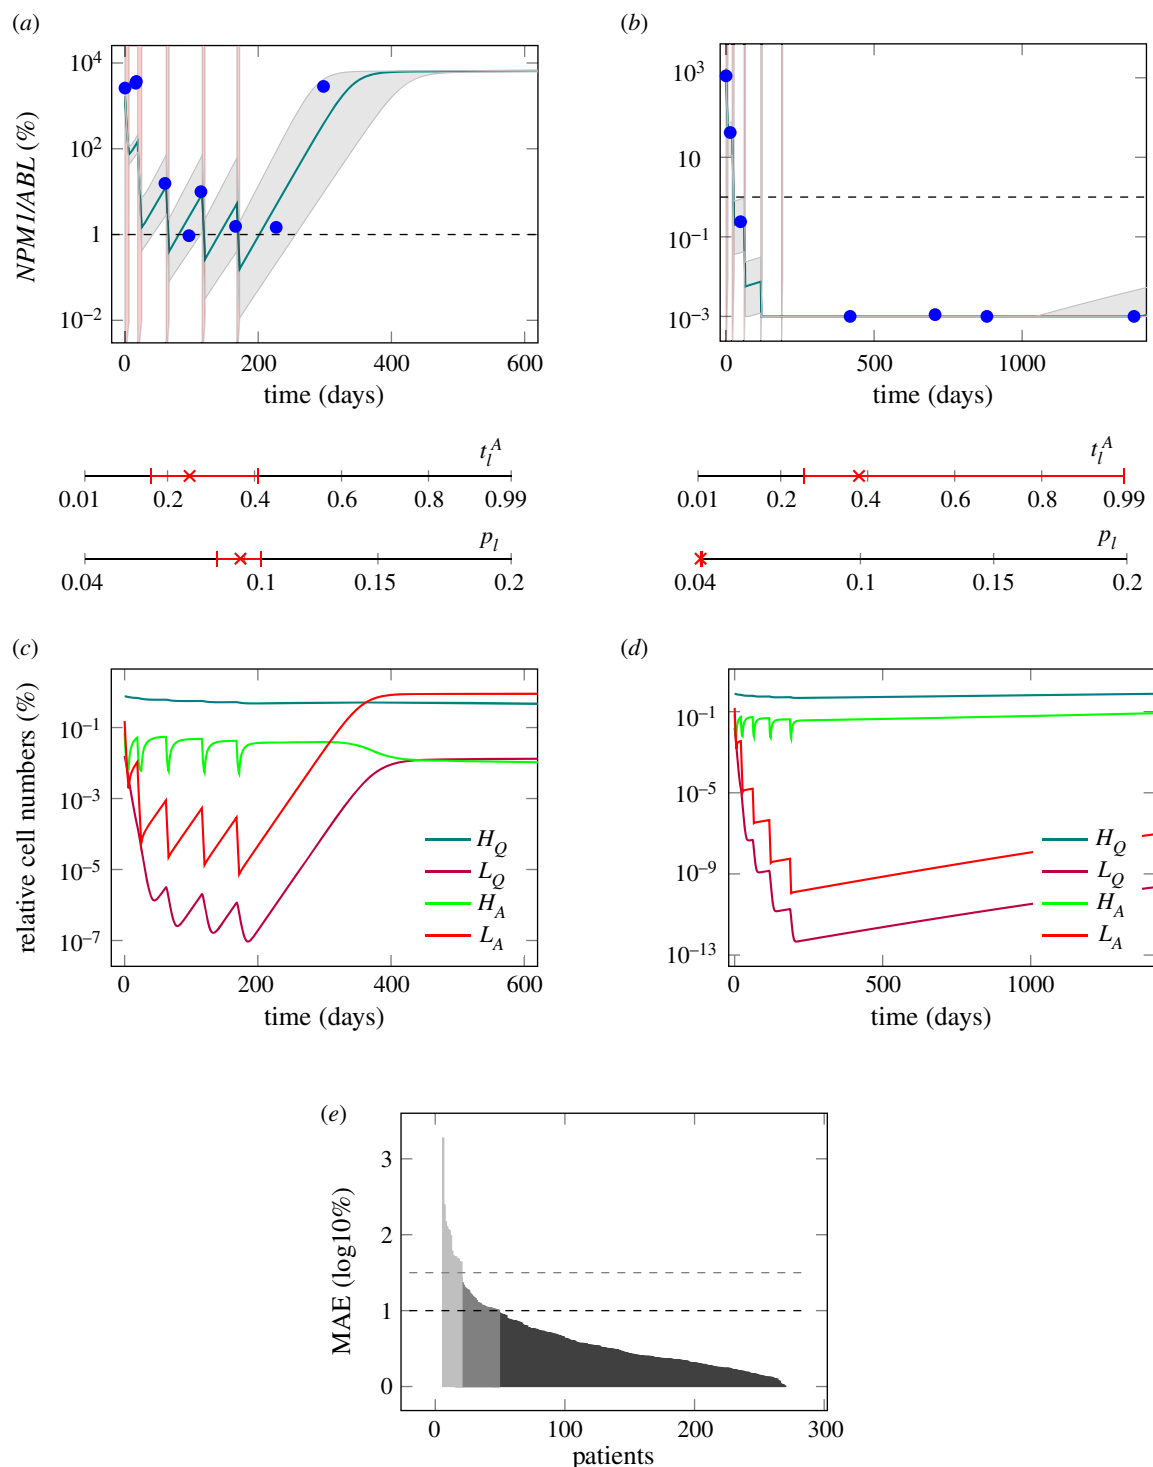 (a)
NPM1/ABL (%)
10⁴
10²
1
10⁻²
0 200 400 600
time (days)
(b)
10³
10
10⁻¹
10⁻³
0 500 1000
time (days)
t_l^A
0.01 0.2 0.4 0.6 0.8 0.99
p_l
0.04 0.1 0.15 0.2
t_l^A
0.01 0.2 0.4 0.6 0.8 0.99
p_l
0.04 0.1 0.15 0.2
(c)
relative cell numbers (%)
10⁻¹
10⁻³
10⁻⁵
10⁻⁷
H_Q
L_Q
H_A
L_A
0 200 400 600
time (days)
(d)
10⁻¹
10⁻⁵
10⁻⁹
10⁻¹³
H_Q
L_Q
H_A
L_A
0 500 1000
time (days)
(e)
MAE (log10%)
3
2
1
0
0 100 200 300
patients